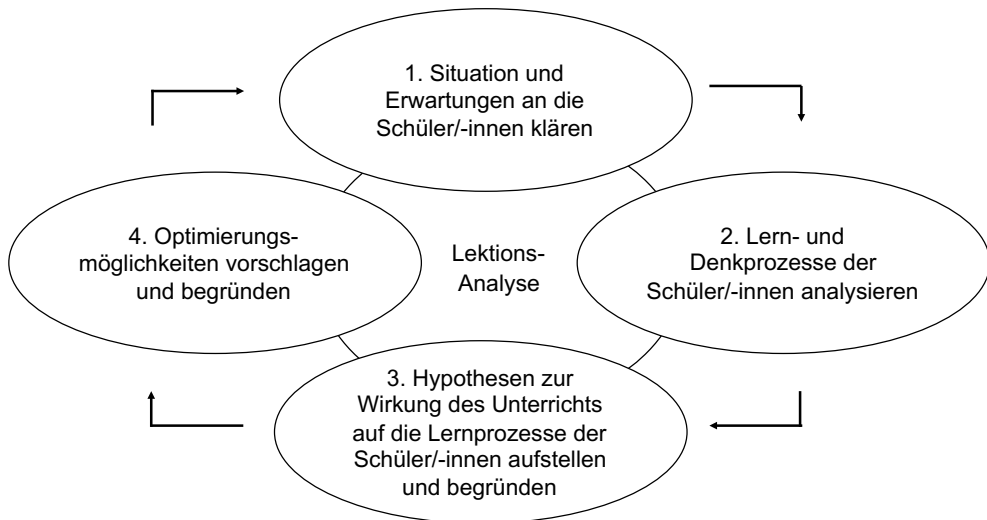 1. Situation und
Erwartungen an die
Schüler/-innen klären
2. Lern- und
Denkprozesse der
Schüler/-innen analysieren
3. Hypothesen zur
Wirkung des Unterrichts
auf die Lernprozesse der
Schüler/-innen aufstellen
und begründen
4. Optimierungs-
möglichkeiten vorschlagen
und begründen
Lektions-
Analyse